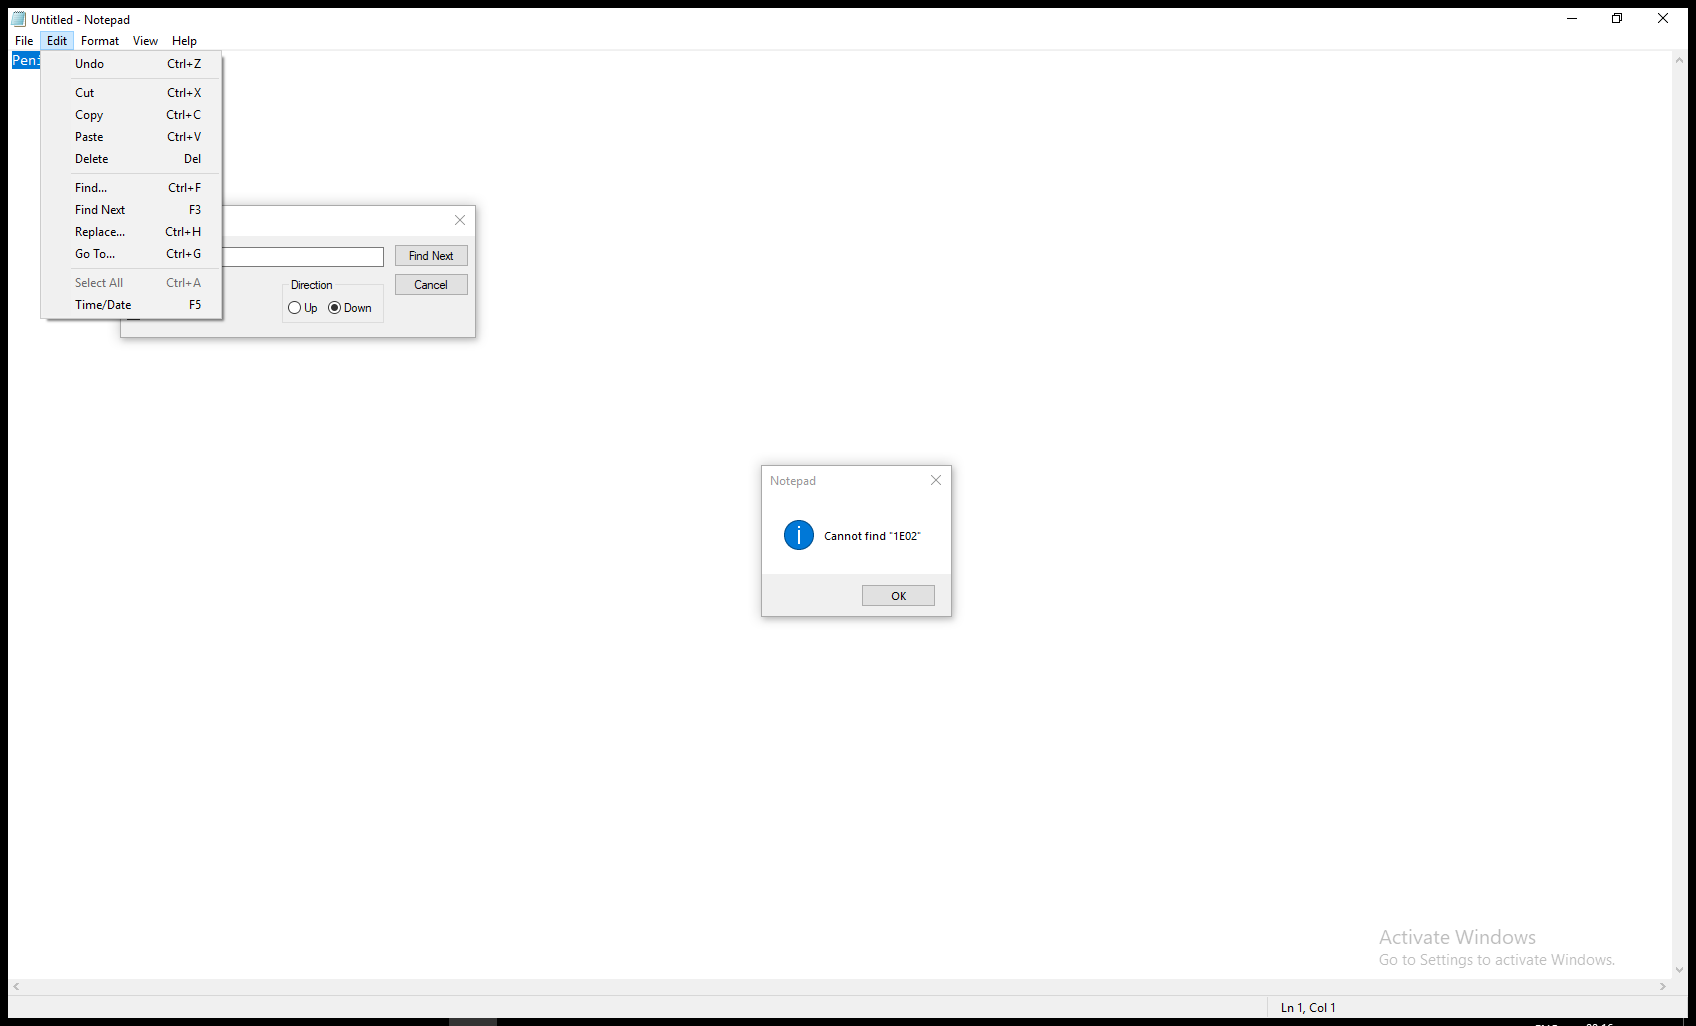 Untitled - Notepad
File Edit Format View Help
Undo Ctrl+Z
Cut Ctrl+X
Copy Ctrl+C
Paste Ctrl+V
Delete Del
Find... Ctrl+F
Find Next F3
Replace... Ctrl+H
Go To... Ctrl+G
Select All Ctrl+A
Time/Date F5
Find Next
Direction
Cancel
Up Down
Notepad
Cannot find "1E02"
OK
Activate Windows
Go to Settings to activate Windows.
Ln 1, Col 1